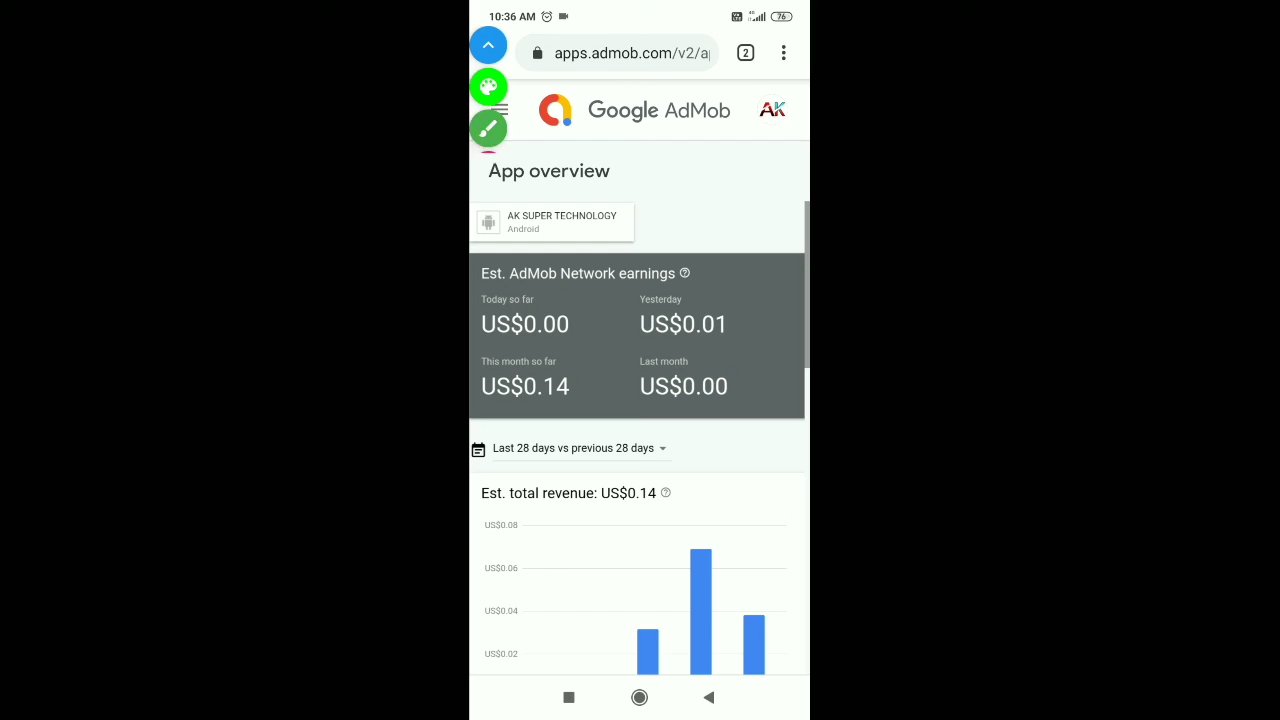 10:36 AM
4G
76
apps.admob.com/v2/a
2
Google AdMob
AK
App overview
AK SUPER TECHNOLOGY
Android
Est. AdMob Network earnings
Today so far
Yesterday
US$0.00
US$0.01
This month so far
Last month
US$0.14
US$0.00
Last 28 days vs previous 28 days
Est. total revenue: US$0.14
US$0.08
US$0.06
US$0.04
US$0.02